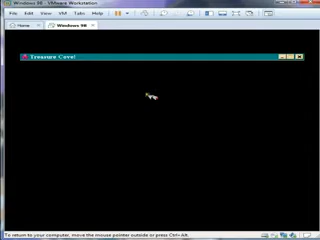 Windows 98 - VMware Workstation
File Edit View VM Tabs Help
Home Windows 98
Treasure Cove!
To return to your computer, move the mouse pointer outside or press Ctrl+Alt.